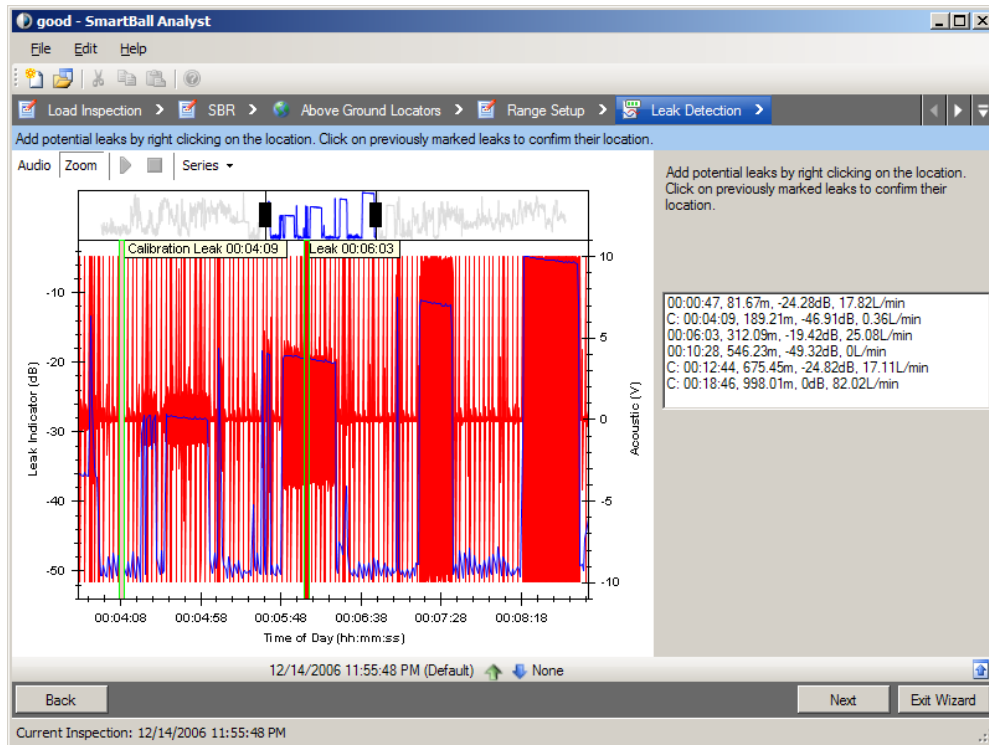 good - SmartBall Analyst
File Edit Help
Load Inspection > SBR > Above Ground Locators > Range Setup > Leak Detection >
Add potential leaks by right clicking on the location. Click on previously marked leaks to confirm their location.
Audio Zoom Series
Add potential leaks by right clicking on the location.
Click on previously marked leaks to confirm their
location.
Calibration Leak 00:04:09 Leak 00:06:03
10
-10
00:00:47, 81.67m, -24.28dB, 17.82L/min
C: 00:04:09, 189.21m, -46.91dB, 0.36L/min
00:06:03, 312.09m, -19.42dB, 25.08L/min
00:10:28, 546.23m, -49.32dB, 0L/min
C: 00:12:44, 675.45m, -24.82dB, 17.11L/min
C: 00:18:46, 998.01m, 0dB, 82.02L/min
5
-20
Leak Indicator (dB)
-30
0
Acoustic (V)
-40
-5
-50
-10
00:04:08 00:04:58 00:05:48 00:06:38 00:07:28 00:08:18
Time of Day (hh:mm:ss)
12/14/2006 11:55:48 PM (Default) None
Back Next Exit Wizard
Current Inspection: 12/14/2006 11:55:48 PM